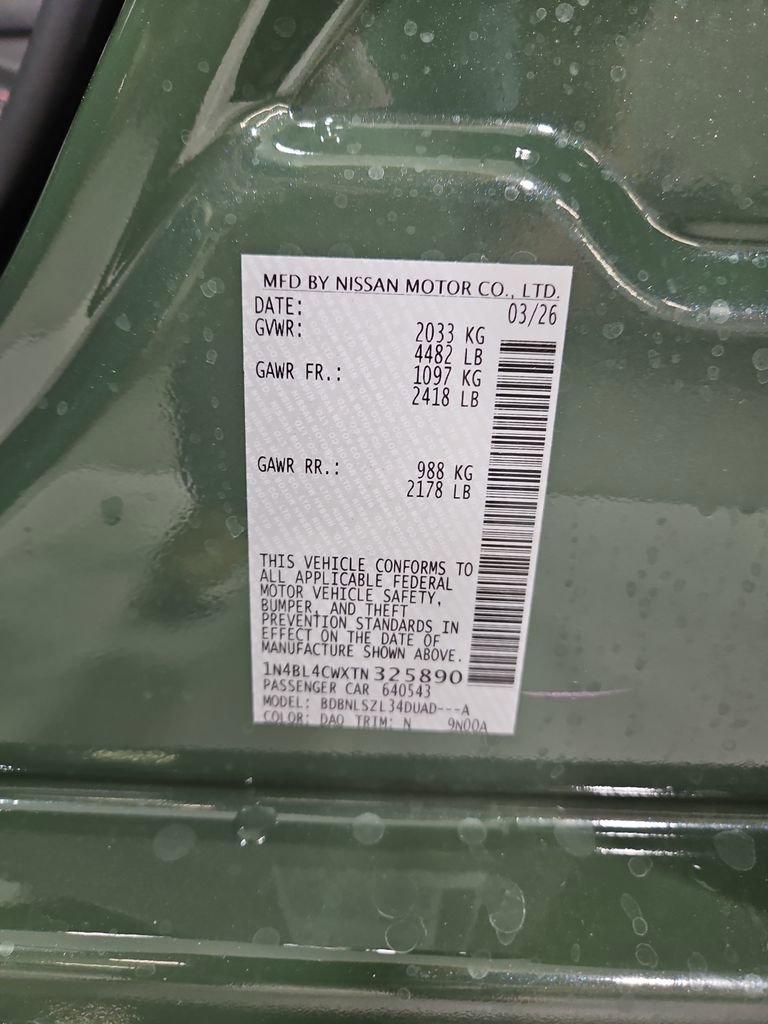 MFD BY NISSAN MOTOR CO., LTD.
DATE: 03/26
GVWR: 2033 KG
4482 LB
GAWR FR.: 1097 KG
2418 LB
GAWR RR.: 988 KG
2178 LB
THIS VEHICLE CONFORMS TO
ALL APPLICABLE FEDERAL
MOTOR VEHICLE SAFETY,
BUMPER, AND THEFT
PREVENTION STANDARDS IN
EFFECT ON THE DATE OF
MANUFACTURE SHOWN ABOVE.
1N4BL4CWXTN325890
PASSENGER CAR 640543
MODEL: BDBNLSZL34DUAD---A
COLOR: DAQ TRIM: N 9N00A